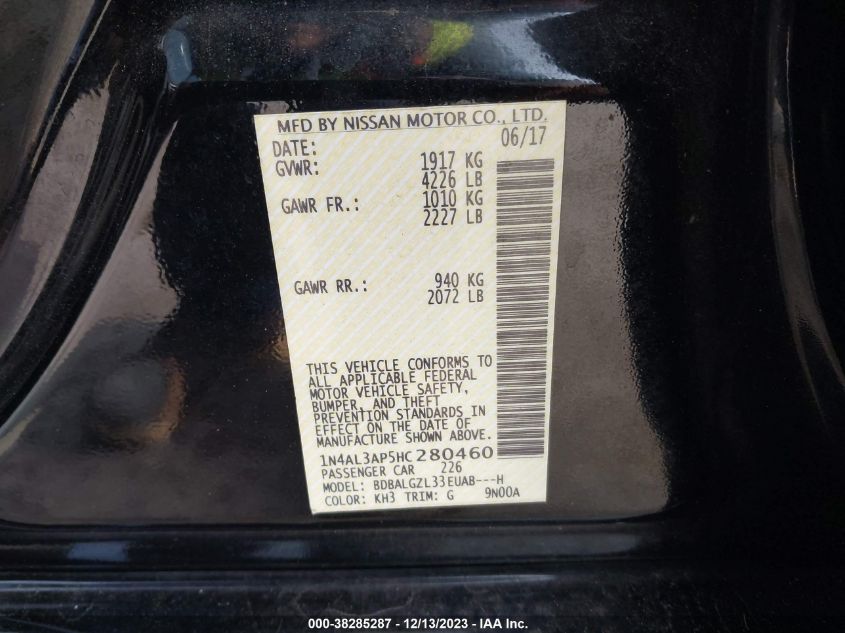 MFD BY NISSAN MOTOR CO., LTD.
DATE: 06/17
GVWR: 1917 KG
4226 LB
GAWR FR.: 1010 KG
2227 LB
GAWR RR.: 940 KG
2072 LB
THIS VEHICLE CONFORMS TO
ALL APPLICABLE FEDERAL
MOTOR VEHICLE SAFETY,
BUMPER, AND THEFT
PREVENTION STANDARDS IN
EFFECT ON THE DATE OF
MANUFACTURE SHOWN ABOVE.
1N4AL3AP5HC280460
PASSENGER CAR 226
MODEL: BDBALGZL33EUAB---H
COLOR: KH3 TRIM: G 9N00A
000-38285287 - 12/13/2023 - IAA Inc.